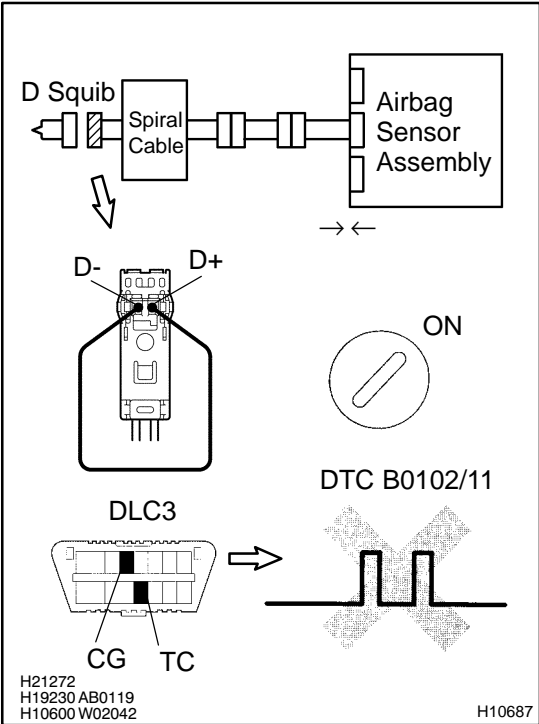 D Squib
Spiral
Cable
Airbag
Sensor
Assembly
D-
D+
ON
DTC B0102/11
DLC3
CG
TC
H21272
H19230 AB0119
H10600 W02042
H10687